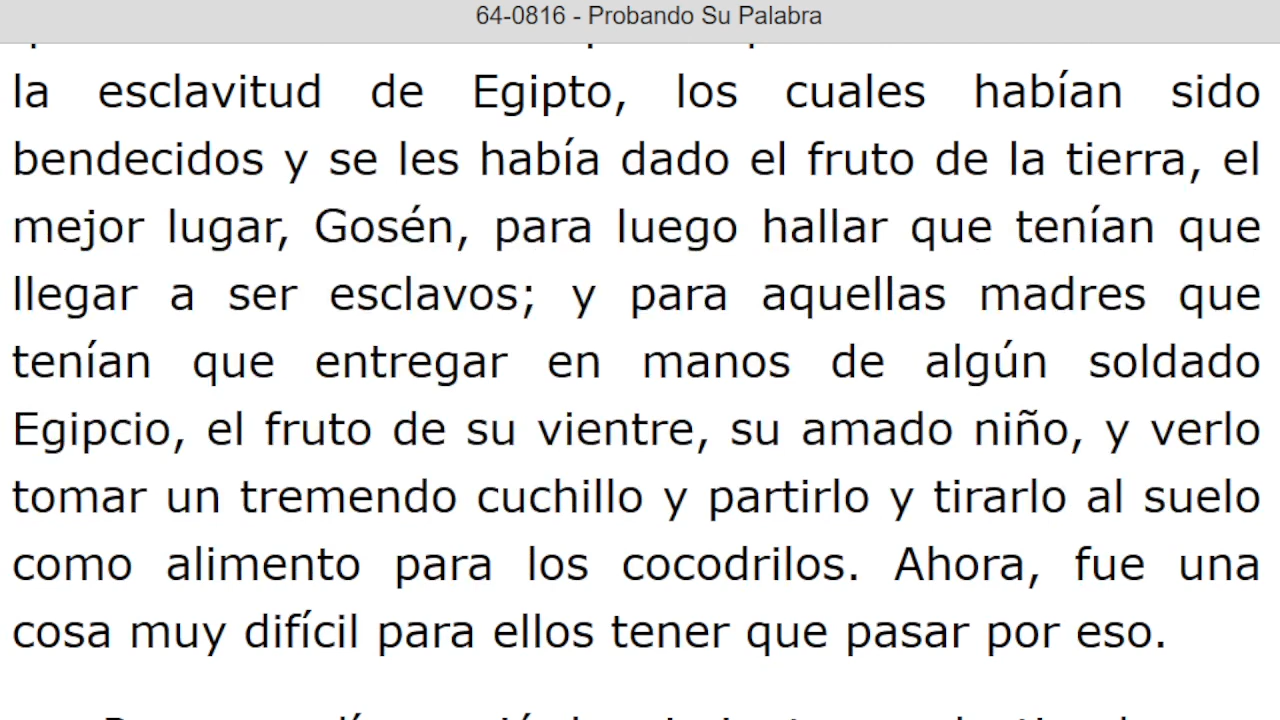 64-0816 - Probando Su Palabra
la esclavitud de Egipto, los cuales habían sido
bendecidos y se les había dado el fruto de la tierra, el
mejor lugar, Gosén, para luego hallar que tenían que
llegar a ser esclavos; y para aquellas madres que
tenían que entregar en manos de algún soldado
Egipcio, el fruto de su vientre, su amado niño, y verlo
tomar un tremendo cuchillo y partirlo y tirarlo al suelo
como alimento para los cocodrilos. Ahora, fue una
cosa muy difícil para ellos tener que pasar por eso.